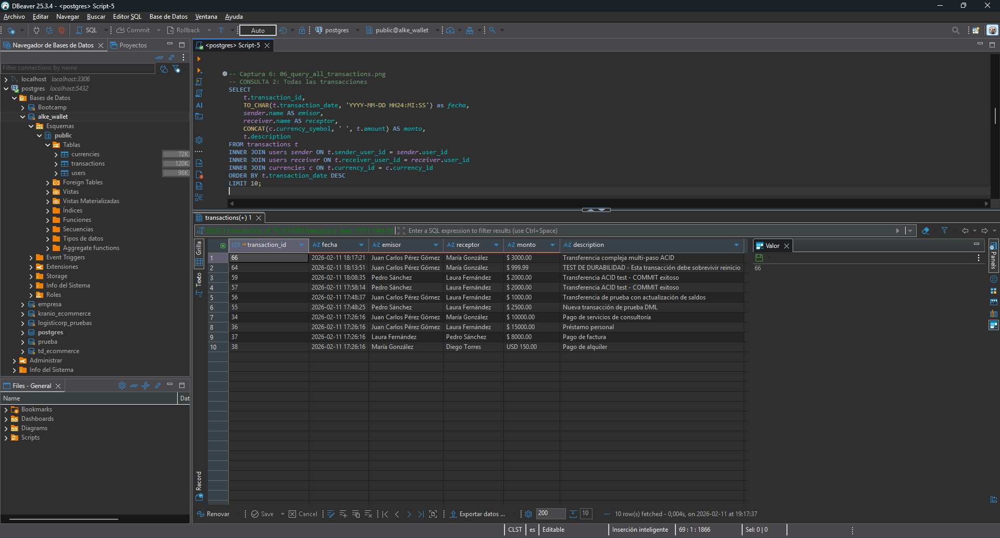 DBeaver 25.3.4 - <postgres> Script-5
Archivo Editar Navegar Buscar Editor SQL Base de Datos Ventana Ayuda
SQL Commit Rollback T Auto postgres public@alke_wallet
Navegador de Bases de Datos Proyectos
<postgres> Script-5
Filter connections by name
localhost localhost:3306
postgres localhost:5432
Bases de Datos
Bootcamp
alke_wallet
Esquemas
public
Tablas
currencies 72K
transactions 120K
users 96K
Foreign Tables
Vistas
Vistas Materializadas
Índices
Funciones
Secuencias
Tipos de datos
Aggregate functions
Event Triggers
Extensiones
Storage
Info del Sistema
Roles
empresa
kranio_ecommerce
logisticorp_pruebas
postgres
prueba
td_ecommerce
Administrar
Info del Sistema
Files - General
Name Dat
Bookmarks
Dashboards
Diagrams
Scripts
AI
-- Captura 6: 06_query_all_transactions.png
-- CONSULTA 2: Todas las transacciones
SELECT
t.transaction_id,
TO_CHAR(t.transaction_date, 'YYYY-MM-DD HH24:MI:SS') as fecha,
sender.name AS emisor,
receiver.name AS receptor,
CONCAT(c.currency_symbol, ' ', t.amount) AS monto,
t.description
FROM transactions t
INNER JOIN users sender ON t.sender_user_id = sender.user_id
INNER JOIN users receiver ON t.receiver_user_id = receiver.user_id
INNER JOIN currencies c ON t.currency_id = c.currency_id
ORDER BY t.transaction_date DESC
LIMIT 10;
transactions(+) 1
SELECT t.transaction_id, TO_CHAR(t.transaction_date, 'YYYY-MM-DD Enter a SQL expression to filter results (use Ctrl+Space)
Grilla
Texto
Record
123 transaction_id A-Z fecha A-Z emisor A-Z receptor A-Z monto A-Z description
1 66 2026-02-11 18:17:21 Juan Carlos Pérez Gómez María González $ 3000.00 Transferencia compleja multi-paso ACID
2 64 2026-02-11 18:13:51 Juan Carlos Pérez Gómez María González $ 999.99 TEST DE DURABILIDAD - Esta transacción debe sobrevivir reinicio
3 59 2026-02-11 18:08:35 Pedro Sánchez Laura Fernández $ 2000.00 Transferencia ACID test - COMMIT exitoso
4 57 2026-02-11 17:58:14 Pedro Sánchez Laura Fernández $ 2000.00 Transferencia ACID test - COMMIT exitoso
5 56 2026-02-11 17:48:37 Juan Carlos Pérez Gómez Laura Fernández $ 1000.00 Transferencia de prueba con actualización de saldos
6 55 2026-02-11 17:48:25 Pedro Sánchez Laura Fernández $ 2500.00 Nueva transacción de prueba DML
7 34 2026-02-11 17:26:16 Juan Carlos Pérez Gómez María González $ 10000.00 Pago de servicios de consultoría
8 36 2026-02-11 17:26:16 Juan Carlos Pérez Gómez Laura Fernández $ 15000.00 Préstamo personal
9 37 2026-02-11 17:26:16 Laura Fernández Pedro Sánchez $ 8000.00 Pago de factura
10 38 2026-02-11 17:26:16 María González Diego Torres USD 150.00 Pago de alquiler
Valor
66
Panels
Renovar Save Cancel Exportar datos ... 200 10 10 row(s) fetched - 0,004s, on 2026-02-11 at 19:17:37
CLST es Editable Inserción inteligente 69 : 1 : 1866 Sel: 0 | 0